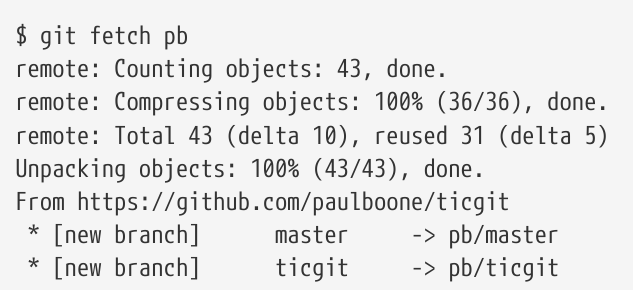 $ git fetch pb
remote: Counting objects: 43, done.
remote: Compressing objects: 100% (36/36), done.
remote: Total 43 (delta 10), reused 31 (delta 5)
Unpacking objects: 100% (43/43), done.
From https://github.com/paulboone/ticgit
 * [new branch]      master     -> pb/master
 * [new branch]      ticgit     -> pb/ticgit